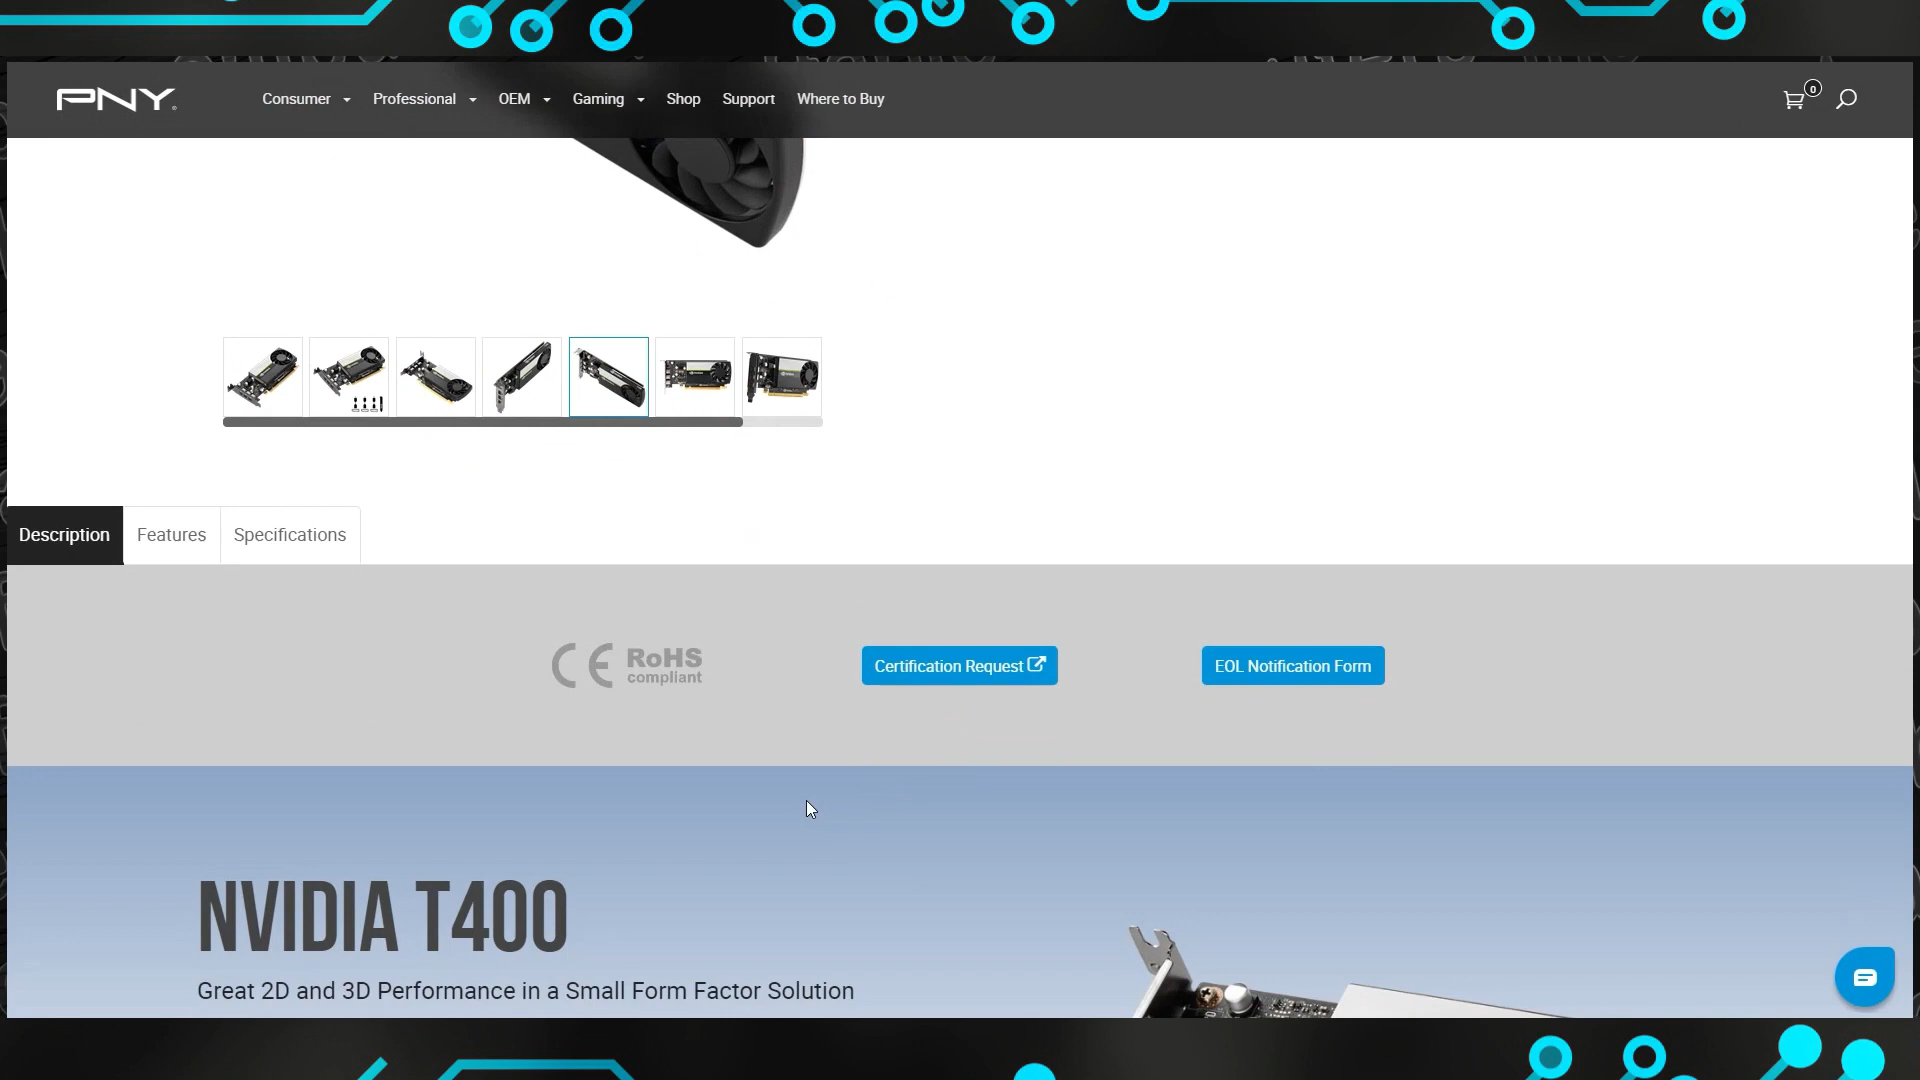 PNY
Consumer Professional OEM Gaming Shop Support Where to Buy
0
Description Features Specifications
CE RoHS compliant
Certification Request
EOL Notification Form
NVIDIA T400
Great 2D and 3D Performance in a Small Form Factor Solution